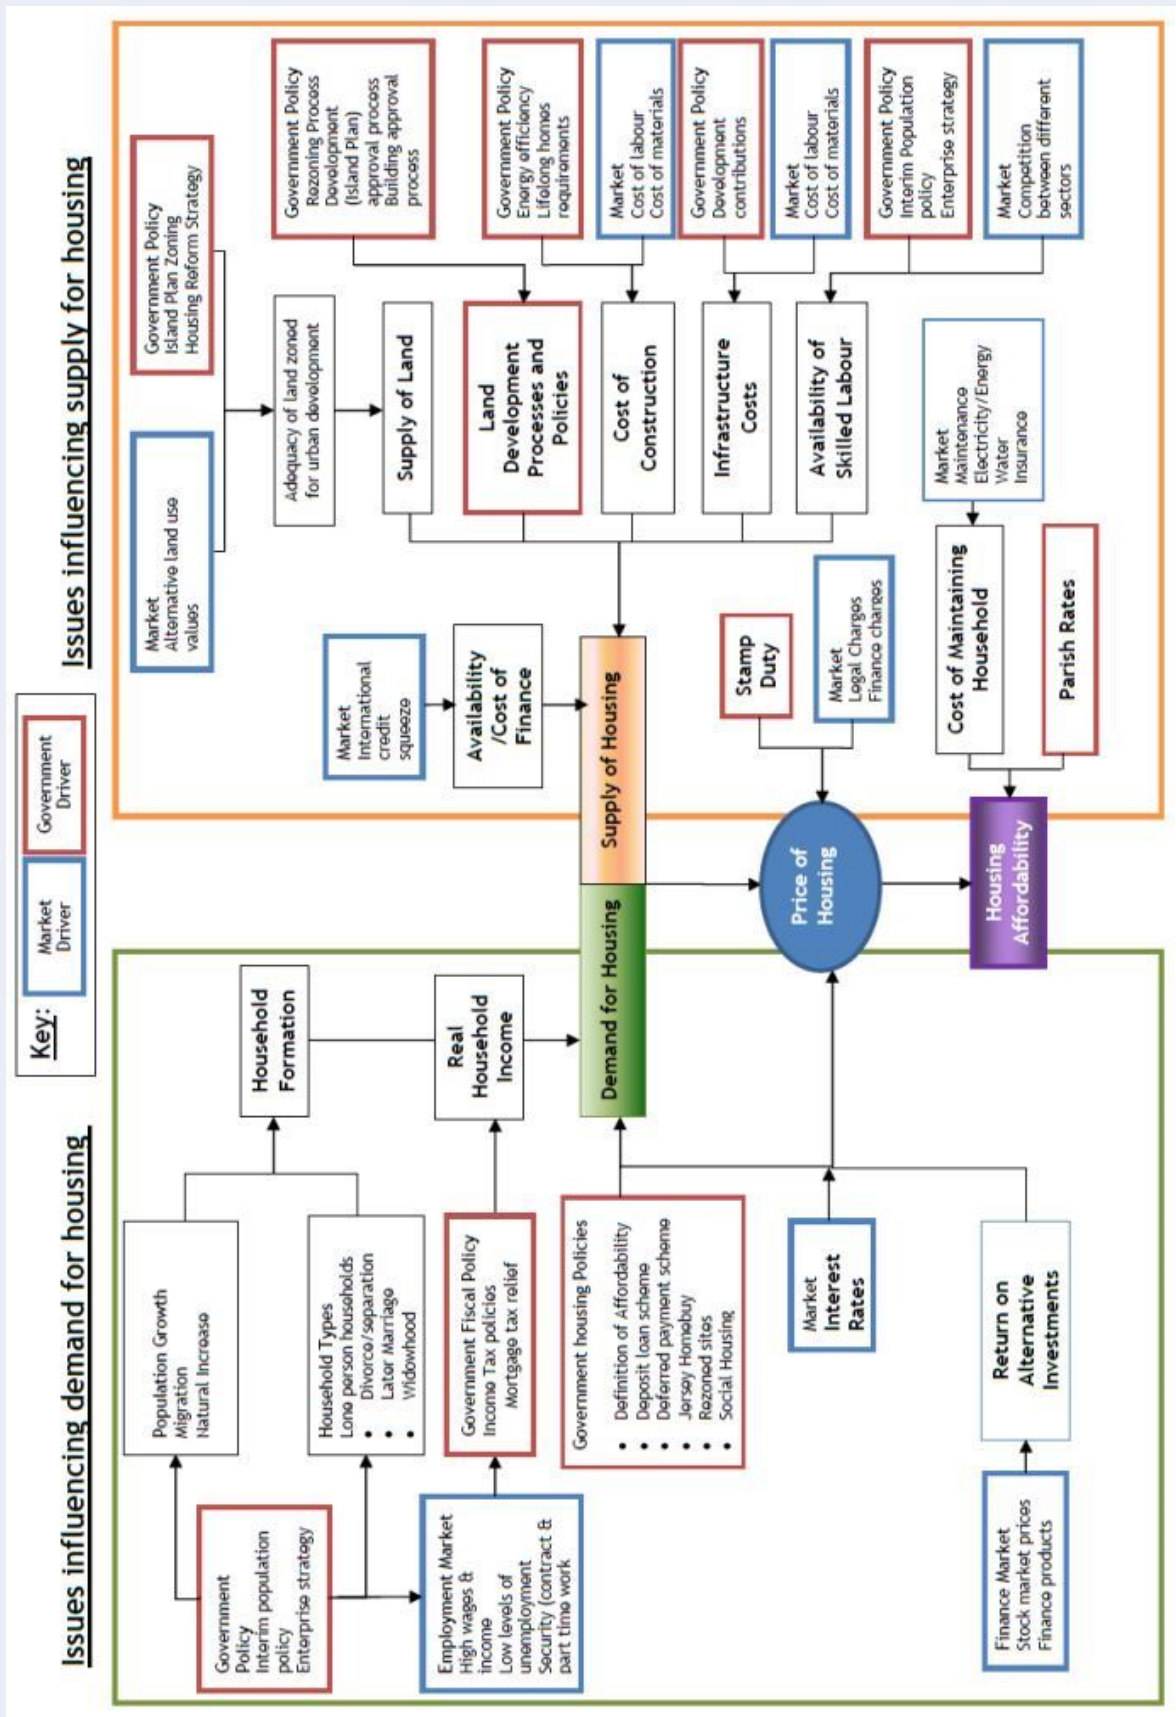 Issues influencing demand for housing
Key:
Market
Driver
Government
Driver
Issues influencing supply for housing
Government
Policy
Interim population
policy
Enterprise strategy
Population Growth
Migration
Natural Increase
Household Types
Lone person households
• Divorce/separation
• Later Marriage
• Widowhood
Household
Formation
Employment Market
High wages &
income
Low levels of
unemployment
Security (contract &
part time work
Government Fiscal Policy
Income Tax policies
Mortgage tax relief
Real
Household
Income
Government housing Policies
• Definition of Affordability
• Deposit loan scheme
• Deferred payment scheme
• Jersey Homebuy
• Rezoned sites
• Social Housing
Demand for Housing
Market
Interest
Rates
Finance Market
Stock market prices
Finance products
Return on
Alternative
Investments
Market
Alternative land use
values
Government Policy
Island Plan Zoning
Housing Reform Strategy
Adequacy of land zoned
for urban development
Supply of Land
Government Policy
Rezoning Process
Development
(Island Plan)
approval process
Building approval
process
Land
Development
Processes and
Policies
Government Policy
Energy efficiency
Lifelong homes
requirements
Market
Cost of labour
Cost of materials
Cost of
Construction
Government Policy
Development
contributions
Market
Cost of labour
Cost of materials
Infrastructure
Costs
Government Policy
Interim Population
policy
Enterprise strategy
Market
Competition
between different
sectors
Availability of
Skilled Labour
Market
International
credit
squeeze
Availability
/Cost of
Finance
Supply of Housing
Stamp
Duty
Market
Legal Charges
Finance charges
Price of
Housing
Market
Maintenance
Electricity/Energy
Water
Insurance
Cost of Maintaining
Household
Parish Rates
Housing
Affordability